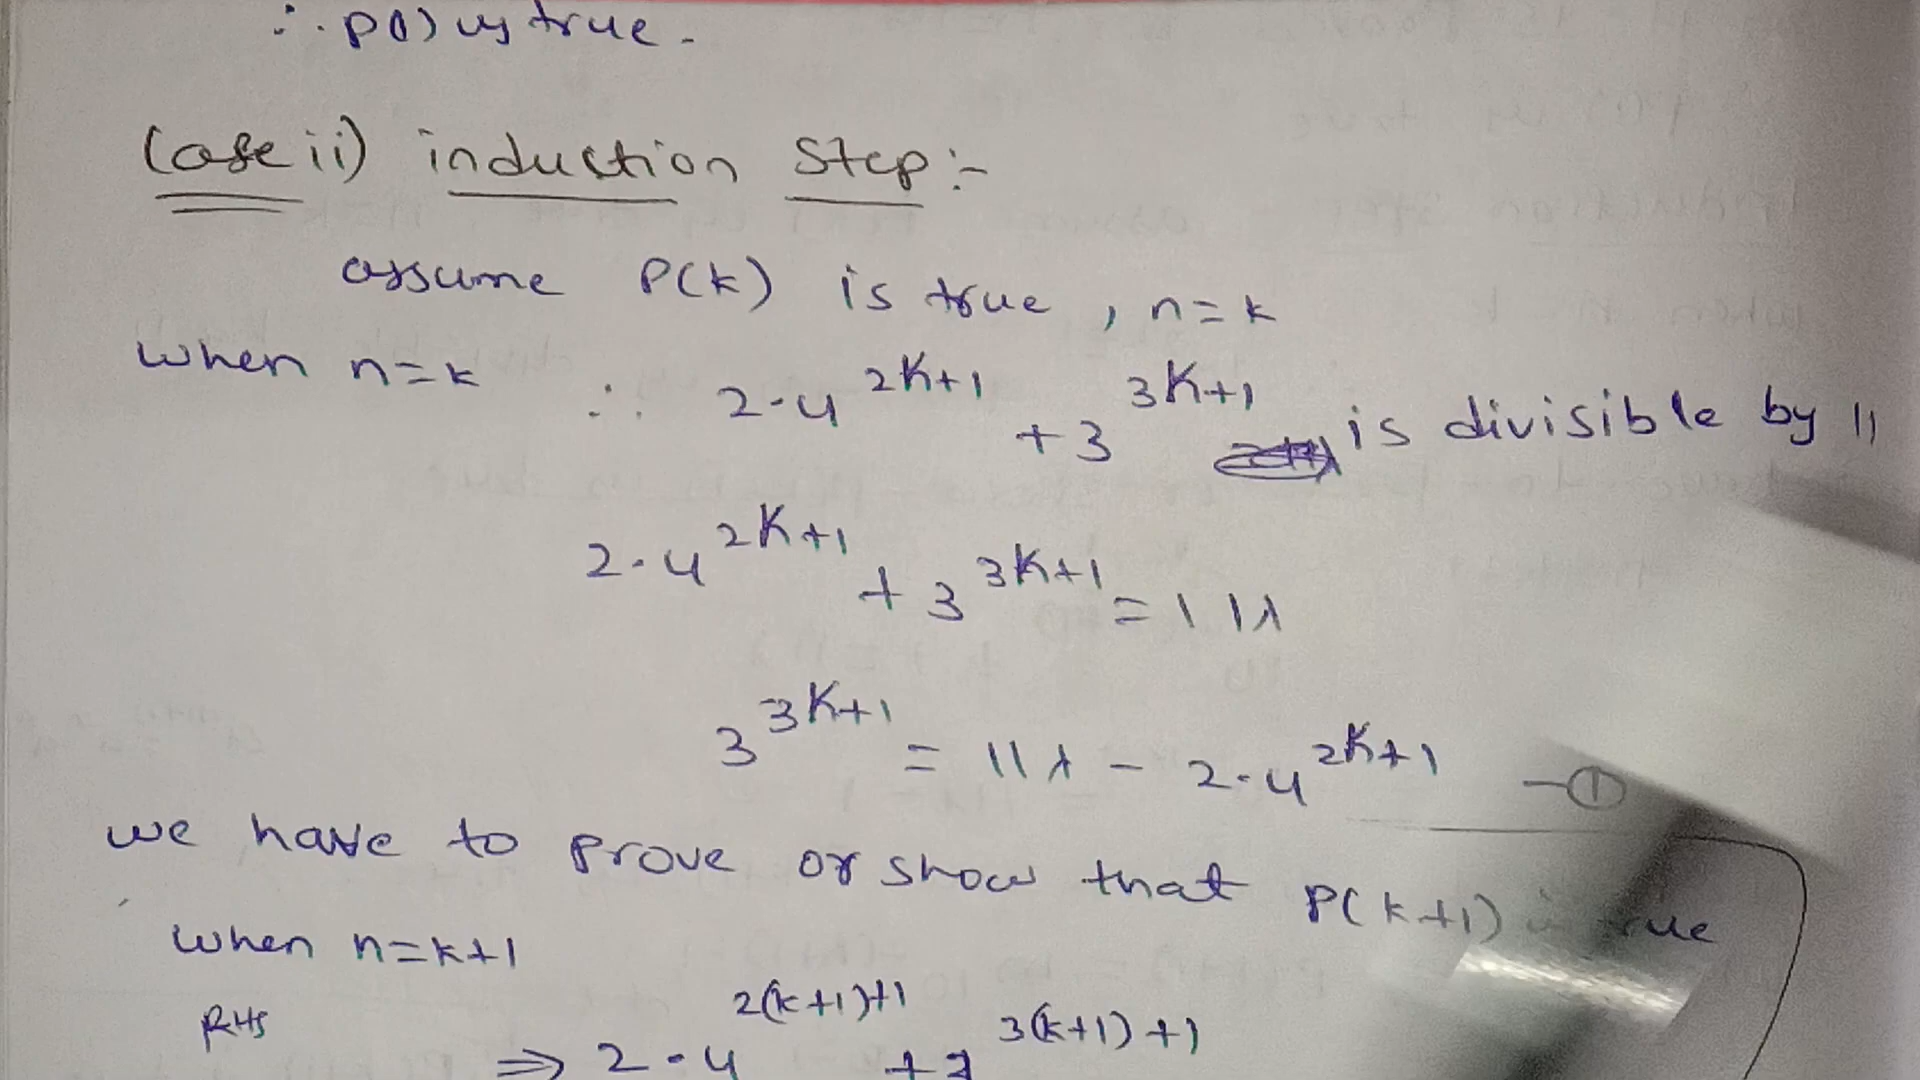 ∴ P(1) is true.
Case ii) induction Step :-
assume P(k) is true, n=k
when n=k ∴ 2·4^{2K+1} + 3^{3K+1} is divisible by 11
2·4^{2K+1} + 3^{3K+1} = 11λ
3^{3K+1} = 11λ - 2·4^{2K+1} —①
we have to prove or show that P(k+1) is true
when n=k+1
RHS
⇒ 2·4^{2(k+1)+1} + 3^{3(k+1)+1}